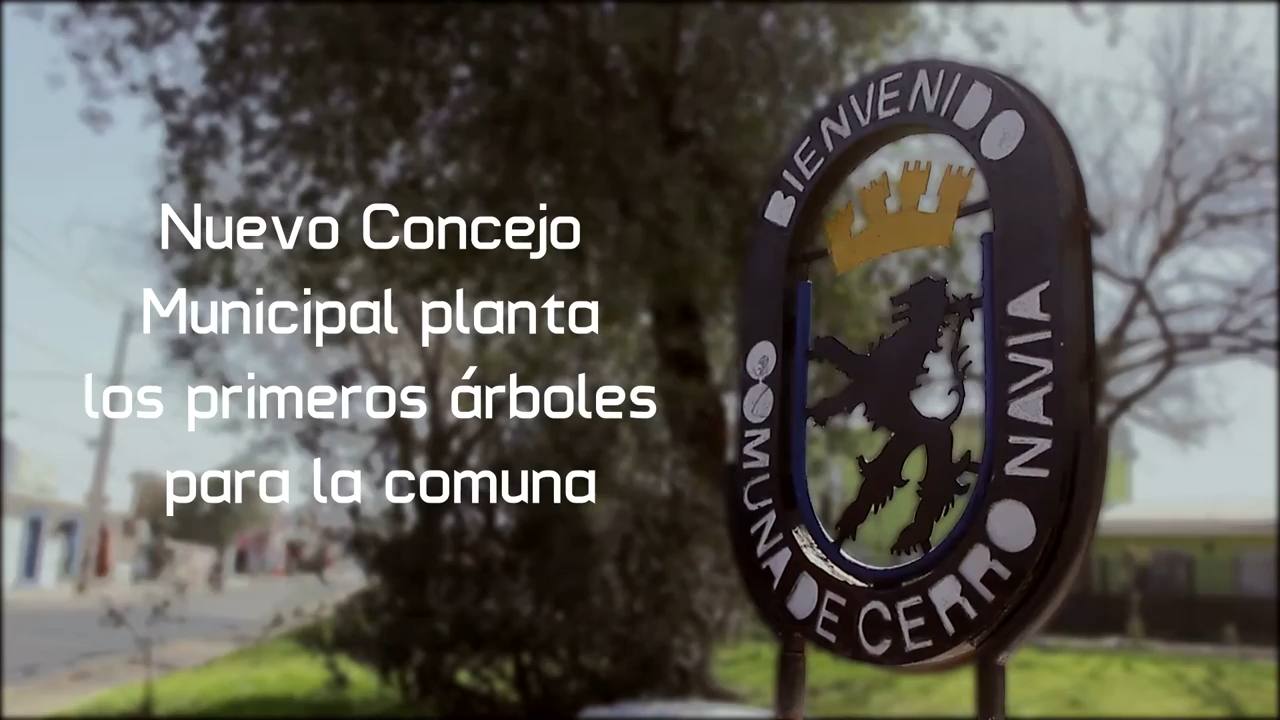 Nuevo Concejo
Municipal planta
los primeros árboles
para la comuna
BIENVENIDO
COMUNA DE CERRO NAVIA